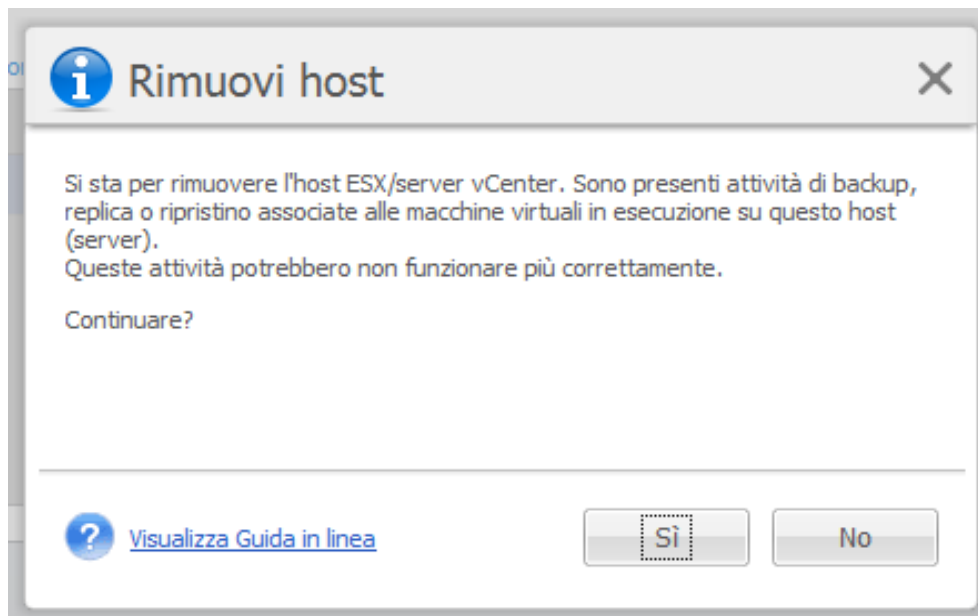 Rimuovi host
Si sta per rimuovere l'host ESX/server vCenter. Sono presenti attività di backup,
replica o ripristino associate alle macchine virtuali in esecuzione su questo host
(server).
Queste attività potrebbero non funzionare più correttamente.
Continuare?
Visualizza Guida in linea
Sì
No